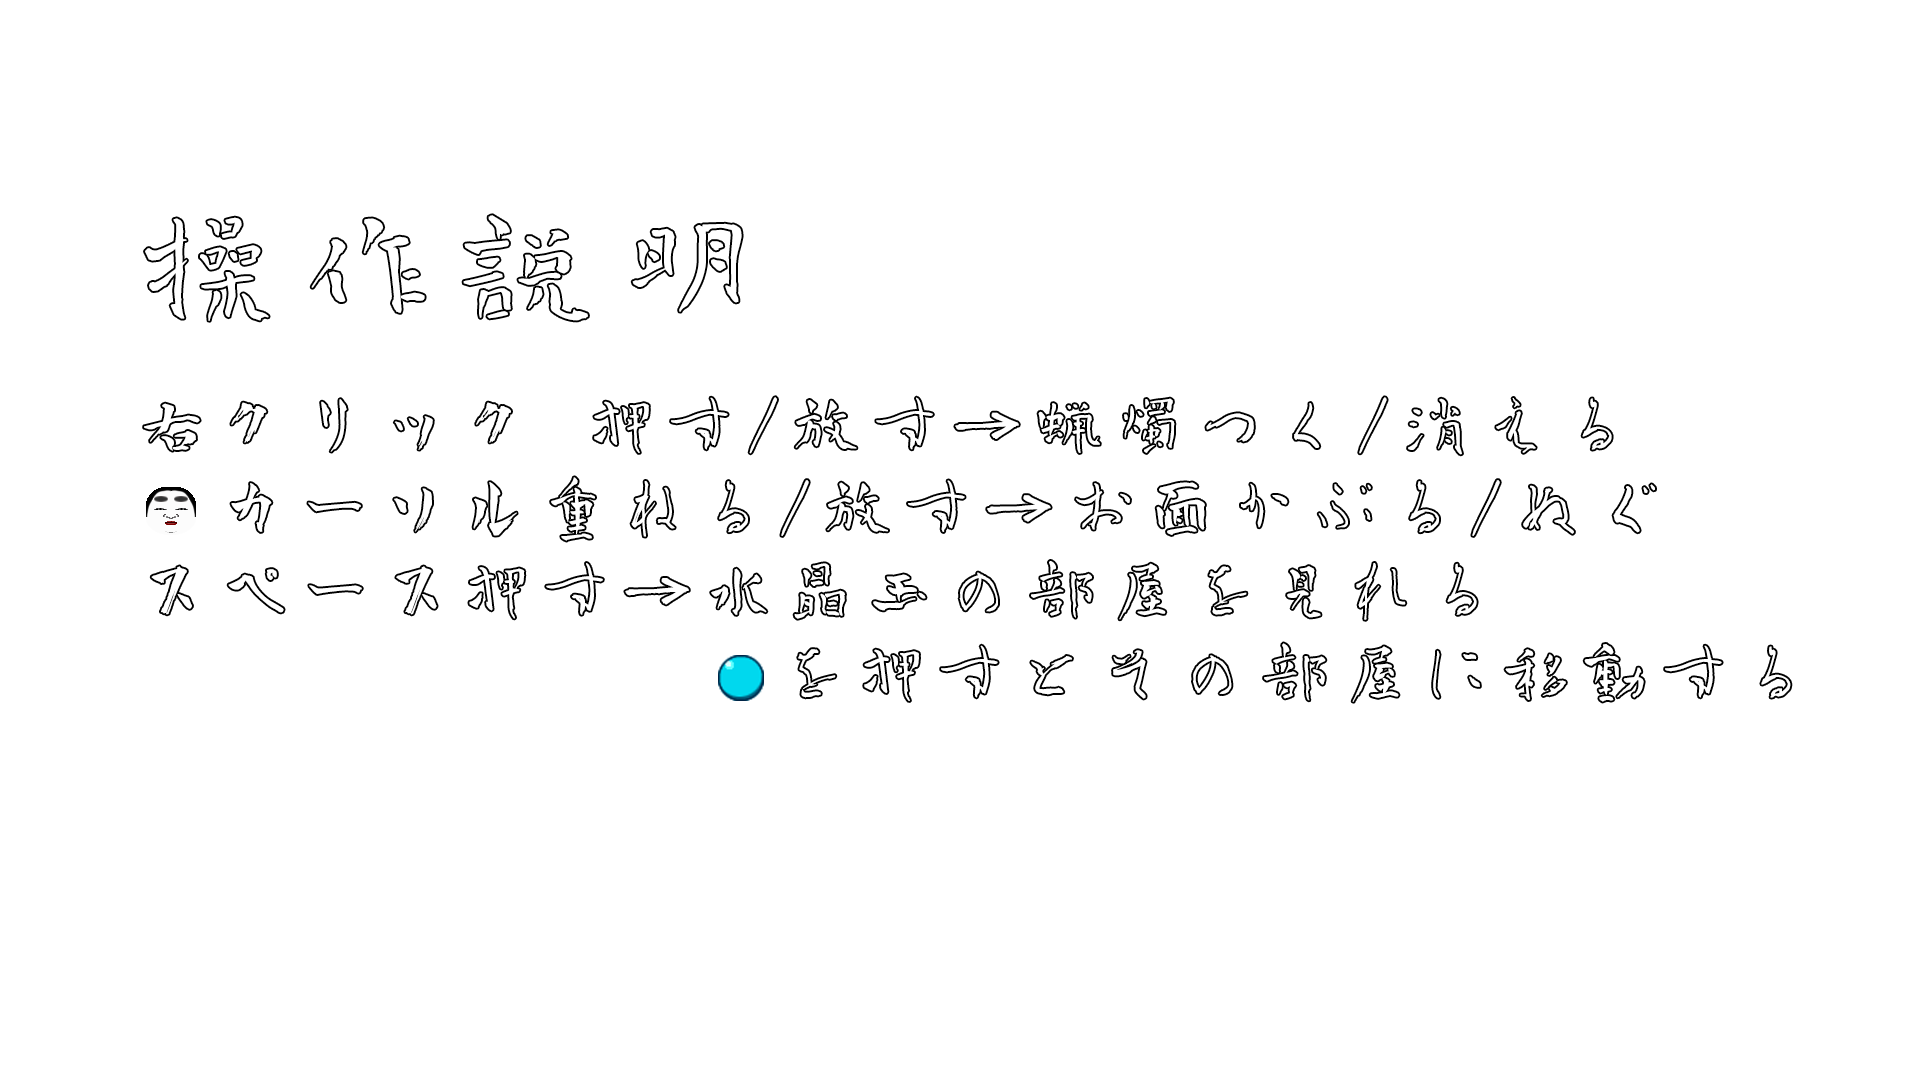 操作説明
右クリック 押す/放す→蝋燭つく/消える
カーソル重ねる/放す→お面かぶる/ぬぐ
スペース押す→水晶玉の部屋を見れる
を押すとその部屋に移動する